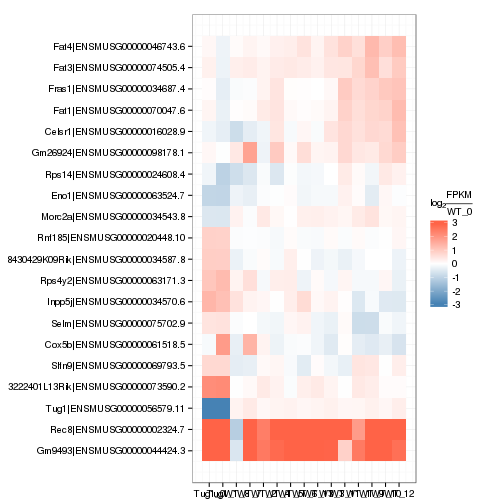 Fat4|ENSMUSG00000046743.6
Fat3|ENSMUSG00000074505.4
Fras1|ENSMUSG00000034687.4
Fat1|ENSMUSG00000070047.6
Celsr1|ENSMUSG00000016028.9
Gm26924|ENSMUSG00000098178.1
Rps14|ENSMUSG00000024608.4
Eno1|ENSMUSG00000063524.7
Morc2a|ENSMUSG00000034543.8
Rnf185|ENSMUSG00000020448.10
8430429K09Rik|ENSMUSG00000034587.8
Rps4y2|ENSMUSG00000063171.3
Inpp5j|ENSMUSG00000034570.6
Selm|ENSMUSG00000075702.9
Cox5b|ENSMUSG00000061518.5
Slfn9|ENSMUSG00000069793.5
3222401L13Rik|ENSMUSG00000073590.2
Tug1|ENSMUSG00000056579.11
Rec8|ENSMUSG00000002324.7
Gm9493|ENSMUSG00000044424.3
log2 FPKM
WT_0
3
2
1
0
-1
-2
-3